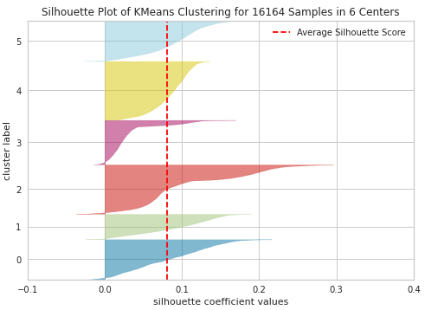 Silhouette Plot of KMeans Clustering for 16164 Samples in 6 Centers
Average Silhouette Score
cluster label
5
4
3
2
1
0
−0.1 0.0 0.1 0.2 0.3 0.4
silhouette coefficient values